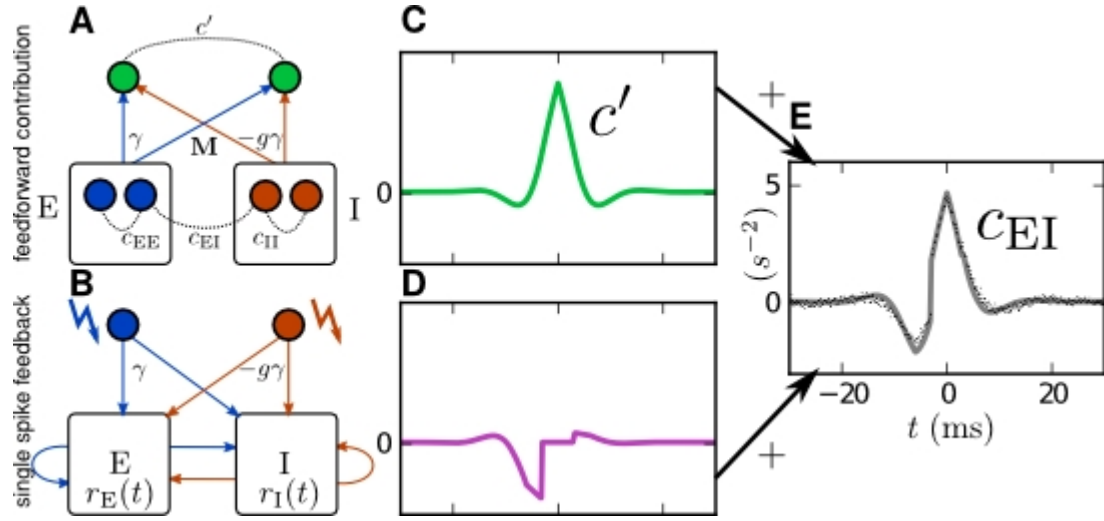 A
feedforward contribution
c′
γ
M
−gγ
E
I
c_EE
c_EI
c_II
B
single spike feedback
γ
−gγ
E
r_E(t)
I
r_I(t)
C
0
c′
D
0
+
E
+
5
0
(s⁻²)
c_EI
−20
0
20
t (ms)